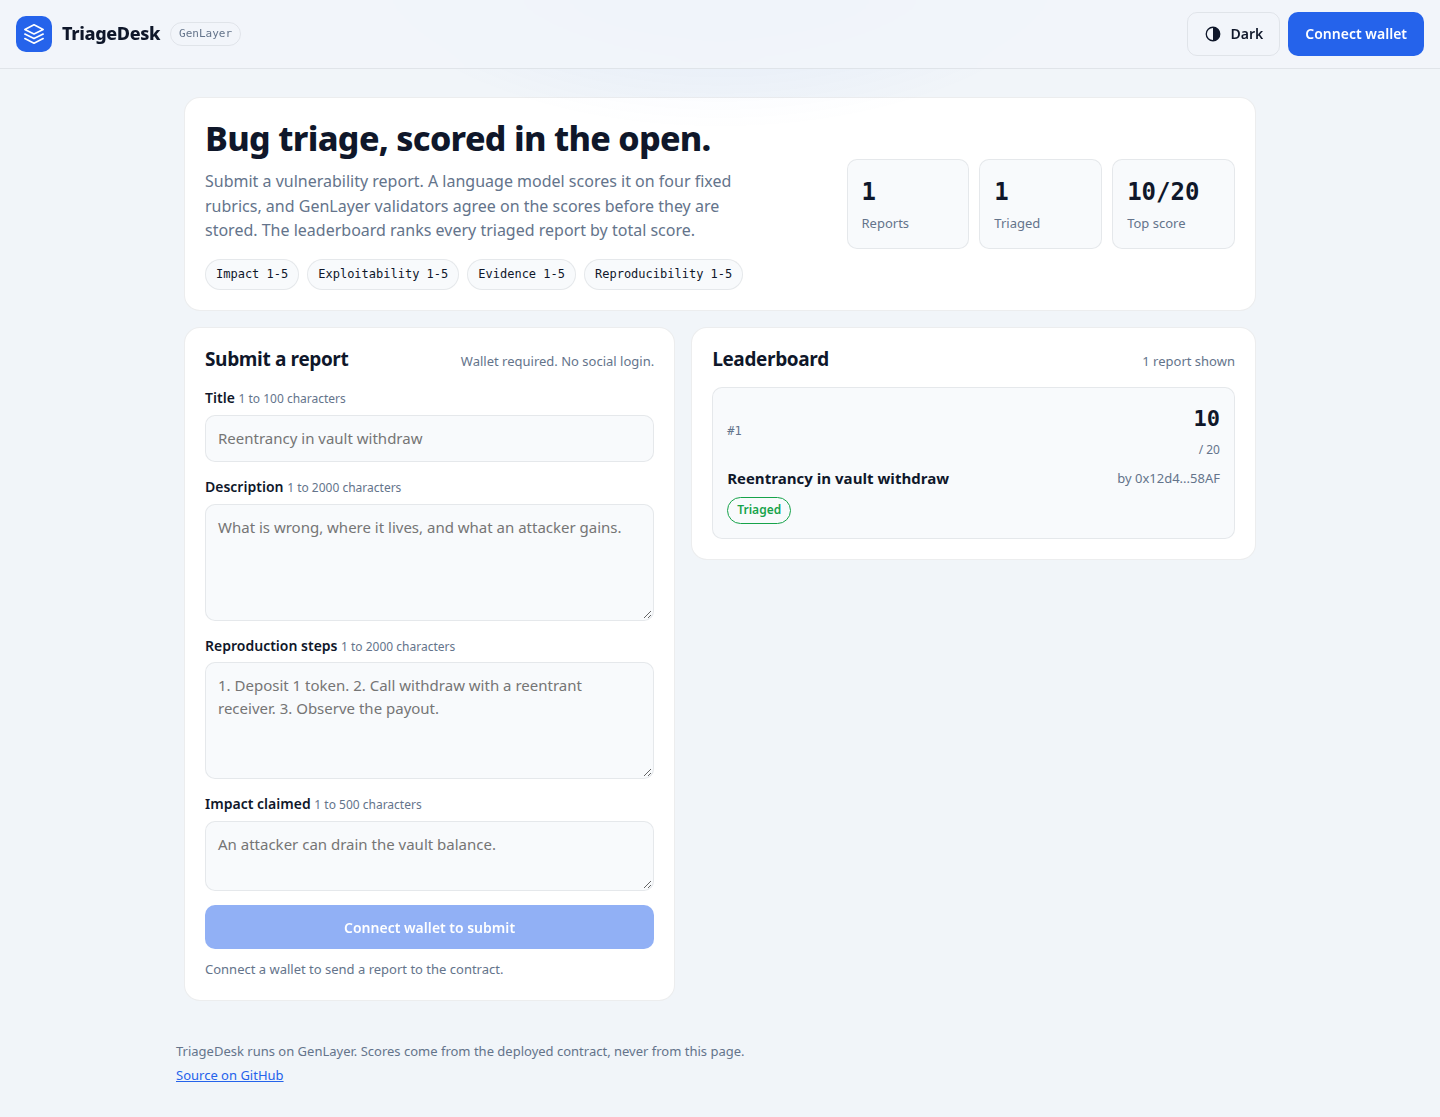 TriageDesk GenLayer
Dark
Connect wallet
Bug triage, scored in the open.
Submit a vulnerability report. A language model scores it on four fixed
rubrics, and GenLayer validators agree on the scores before they are
stored. The leaderboard ranks every triaged report by total score.
Impact 1-5 Exploitability 1-5 Evidence 1-5 Reproducibility 1-5
1
Reports
1
Triaged
10/20
Top score
Submit a report
Wallet required. No social login.
Title 1 to 100 characters
Reentrancy in vault withdraw
Description 1 to 2000 characters
What is wrong, where it lives, and what an attacker gains.
Reproduction steps 1 to 2000 characters
1. Deposit 1 token. 2. Call withdraw with a reentrant
receiver. 3. Observe the payout.
Impact claimed 1 to 500 characters
An attacker can drain the vault balance.
Connect wallet to submit
Connect a wallet to send a report to the contract.
Leaderboard
1 report shown
#1
10
/ 20
Reentrancy in vault withdraw
by 0x12d4...58AF
Triaged
TriageDesk runs on GenLayer. Scores come from the deployed contract, never from this page.
Source on GitHub